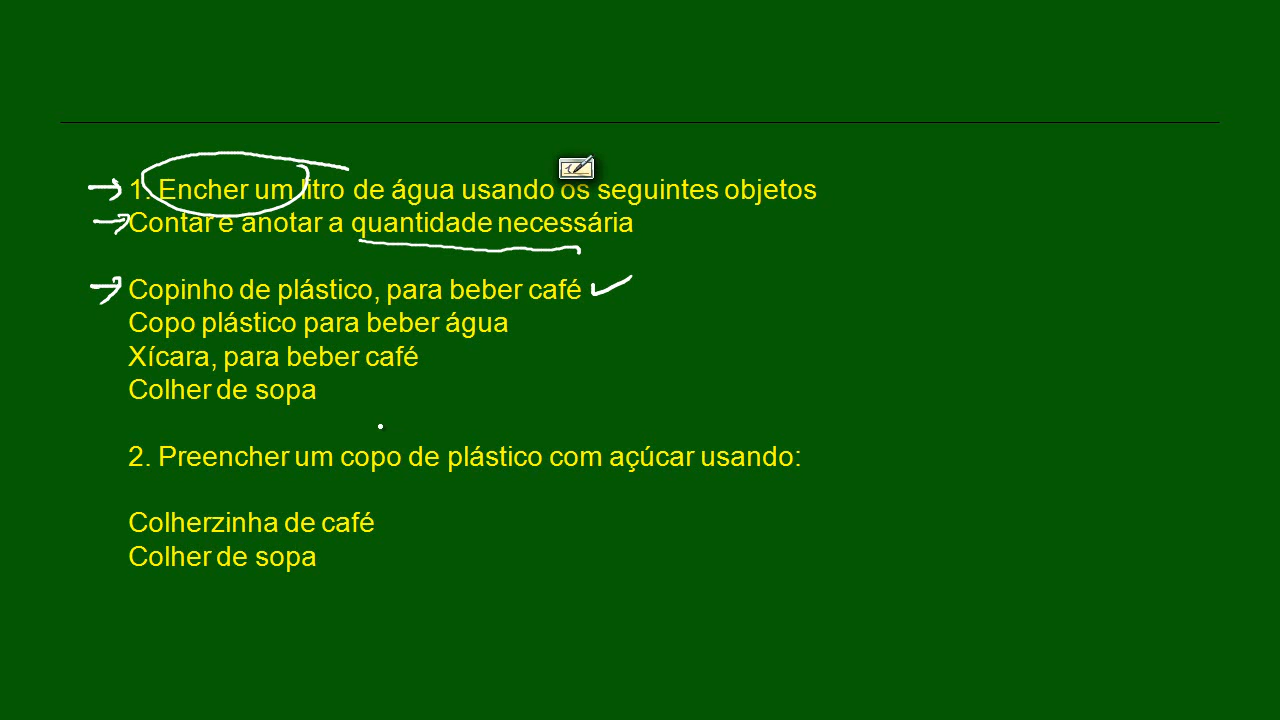 1. Encher um litro de água usando os seguintes objetos
Contar e anotar a quantidade necessária
Copinho de plástico, para beber café
Copo plástico para beber água
Xícara, para beber café
Colher de sopa
2. Preencher um copo de plástico com açúcar usando:
Colherzinha de café
Colher de sopa